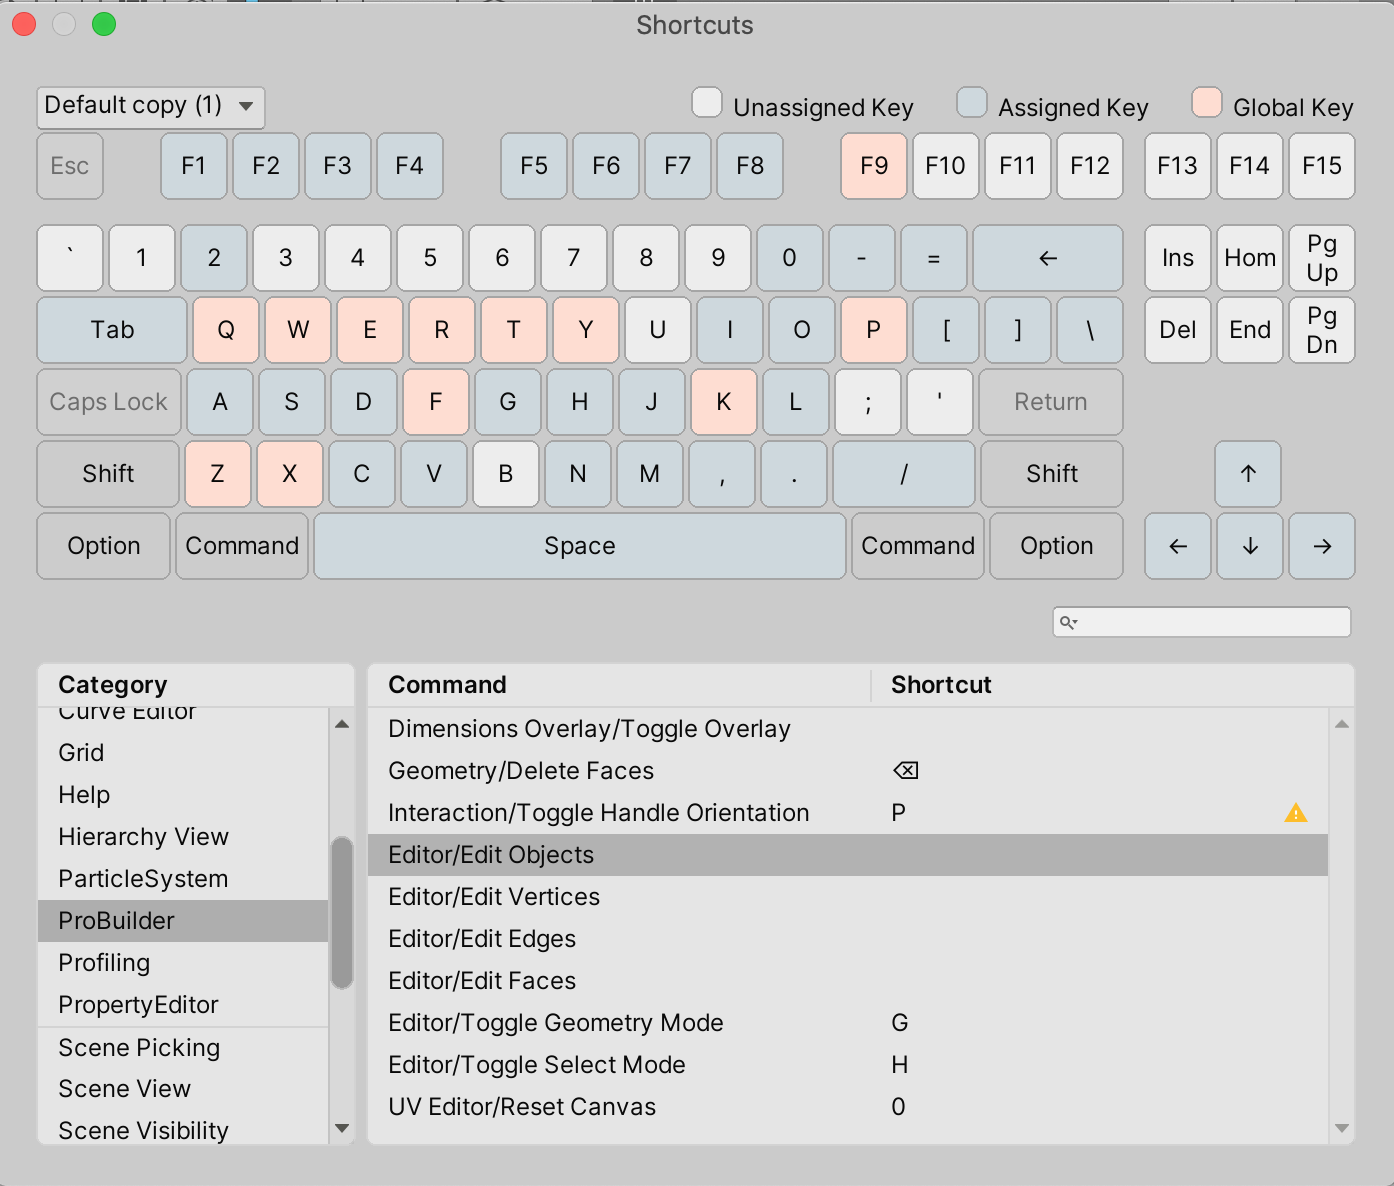 Shortcuts
Default copy (1)
Unassigned Key Assigned Key Global Key
Esc F1 F2 F3 F4 F5 F6 F7 F8 F9 F10 F11 F12 F13 F14 F15
` 1 2 3 4 5 6 7 8 9 0 - = ← Ins Hom Pg Up
Tab Q W E R T Y U I O P [ ] \ Del End Pg Dn
Caps Lock A S D F G H J K L ; ' Return
Shift Z X C V B N M , . / Shift ↑
Option Command Space Command Option ← ↓ →
Category
Curve Editor
Grid
Help
Hierarchy View
ParticleSystem
ProBuilder
Profiling
PropertyEditor
Scene Picking
Scene View
Scene Visibility
Command Shortcut
Dimensions Overlay/Toggle Overlay
Geometry/Delete Faces ⌫
Interaction/Toggle Handle Orientation P
Editor/Edit Objects
Editor/Edit Vertices
Editor/Edit Edges
Editor/Edit Faces
Editor/Toggle Geometry Mode G
Editor/Toggle Select Mode H
UV Editor/Reset Canvas 0